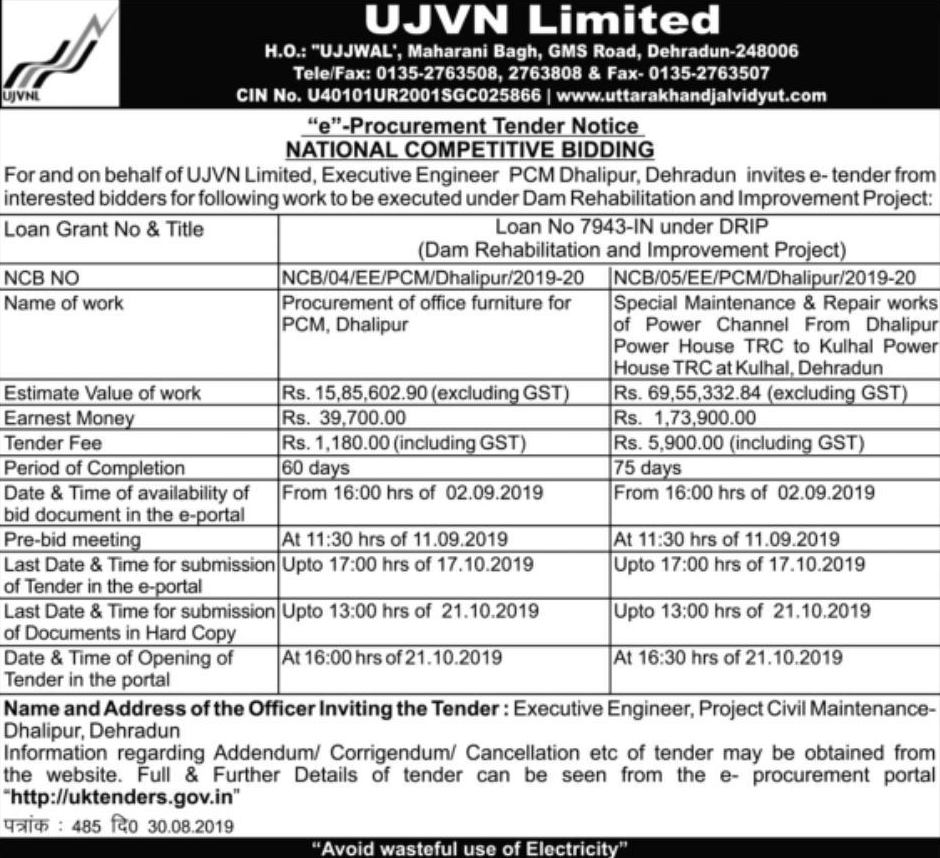 UJVNL
UJVN Limited
H.O.: "UJJWAL', Maharani Bagh, GMS Road, Dehradun-248006
Tele/Fax: 0135-2763508, 2763808 & Fax- 0135-2763507
CIN No. U40101UR2001SGC025866 | www.uttarakhandjalvidyut.com
“e”-Procurement Tender Notice
NATIONAL COMPETITIVE BIDDING
For and on behalf of UJVN Limited, Executive Engineer PCM Dhalipur, Dehradun invites e- tender from
interested bidders for following work to be executed under Dam Rehabilitation and Improvement Project:
Loan Grant No & Title
Loan No 7943-IN under DRIP
(Dam Rehabilitation and Improvement Project)
NCB NO
NCB/04/EE/PCM/Dhalipur/2019-20
NCB/05/EE/PCM/Dhalipur/2019-20
Name of work
Procurement of office furniture for
PCM, Dhalipur
Special Maintenance & Repair works
of Power Channel From Dhalipur
Power House TRC to Kulhal Power
House TRC at Kulhal, Dehradun
Estimate Value of work
Rs. 15,85,602.90 (excluding GST)
Rs. 69,55,332.84 (excluding GST)
Earnest Money
Rs. 39,700.00
Rs. 1,73,900.00
Tender Fee
Rs. 1,180.00 (including GST)
Rs. 5,900.00 (including GST)
Period of Completion
60 days
75 days
Date & Time of availability of
bid document in the e-portal
From 16:00 hrs of 02.09.2019
From 16:00 hrs of 02.09.2019
Pre-bid meeting
At 11:30 hrs of 11.09.2019
At 11:30 hrs of 11.09.2019
Last Date & Time for submission
of Tender in the e-portal
Upto 17:00 hrs of 17.10.2019
Upto 17:00 hrs of 17.10.2019
Last Date & Time for submission
of Documents in Hard Copy
Upto 13:00 hrs of 21.10.2019
Upto 13:00 hrs of 21.10.2019
Date & Time of Opening of
Tender in the portal
At 16:00 hrs of 21.10.2019
At 16:30 hrs of 21.10.2019
Name and Address of the Officer Inviting the Tender : Executive Engineer, Project Civil Maintenance-
Dhalipur, Dehradun
Information regarding Addendum/ Corrigendum/ Cancellation etc of tender may be obtained from
the website. Full & Further Details of tender can be seen from the e- procurement portal
“http://uktenders.gov.in”
पत्रांक : 485 दि0 30.08.2019
“Avoid wasteful use of Electricity”